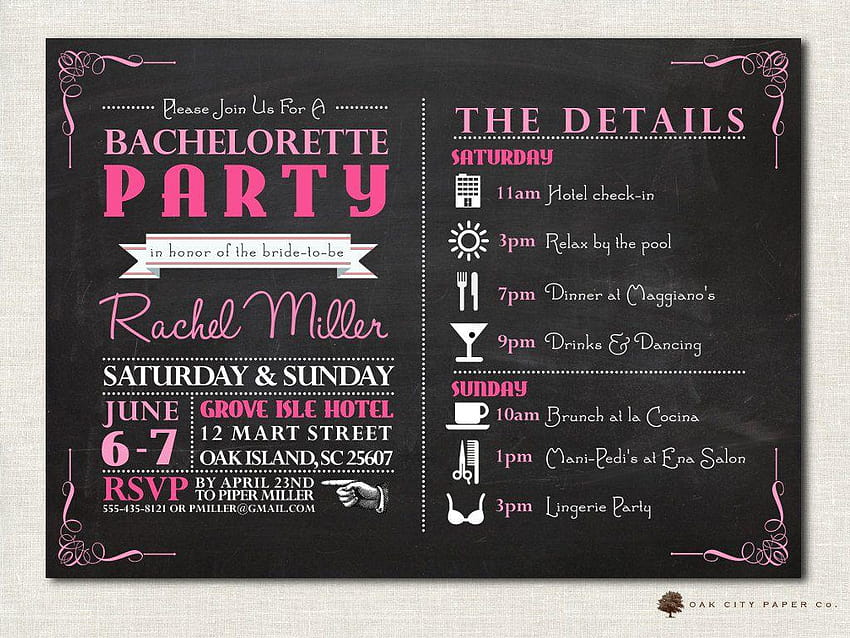 Please Join Us For A
BACHELORETTE
PARTY
in honor of the bride-to-be
Rachel Miller
SATURDAY & SUNDAY
JUNE
6-7
GROVE ISLE HOTEL
12 MART STREET
OAK ISLAND, SC 25607
RSVP BY APRIL 23ND
TO PIPER MILLER
555-435-8121 OR PMILLER@GMAIL.COM
THE DETAILS
SATURDAY
11am Hotel check-in
3pm Relax by the pool
7pm Dinner at Maggiano's
9pm Drinks & Dancing
SUNDAY
10am Brunch at la Cocina
1pm Mani-Pedi's at Ena Salon
3pm Lingerie Party
OAK CITY PAPER Co.